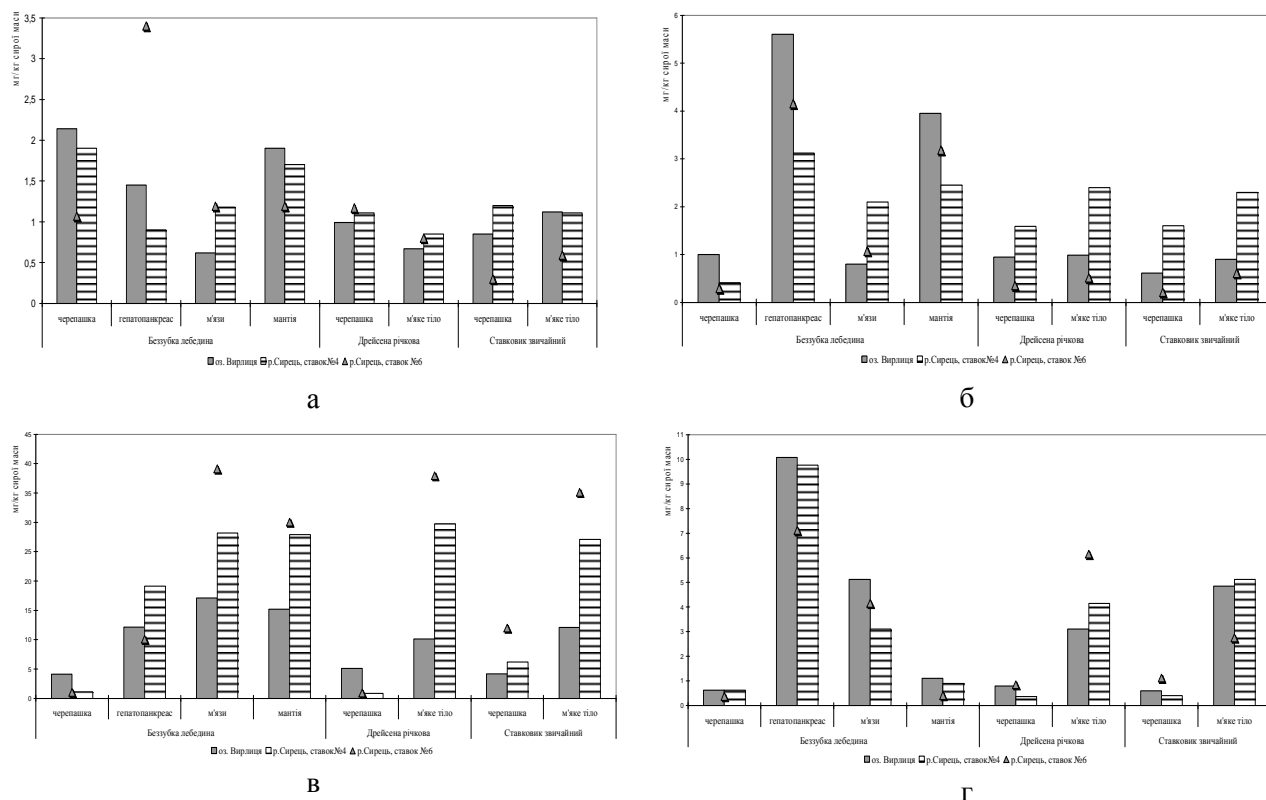 мг/кг сирої маси
3,5
3
2,5
2
1,5
1
0,5
0
черепашка гепатопанкреас м'язи мантія черепашка м'яке тіло черепашка м'яке тіло
Беззубка лебедина Дрейсена річкова Ставковик звичайний
оз. Вирлиця р.Сирець, ставок№4 р.Сирець, ставок №6
а
мг/кг сирої маси
6
5
4
3
2
1
0
черепашка гепатопанкреас м'язи мантія черепашка м'яке тіло черепашка м'яке тіло
Беззубка лебедина Дрейсена річкова Ставковик звичайний
оз. Вирлиця р.Сирець, ставок№4 р.Сирець, ставок №6
б
мг/кг сирої маси
45
40
35
30
25
20
15
10
5
0
черепашка гепатопанкреас м'язи мантія черепашка м'яке тіло черепашка м'яке тіло
Беззубка лебедина Дрейсена річкова Ставковик звичайний
оз. Вирлиця р.Сирець, ставок№4 р.Сирець, ставок №6
в
мг/кг сирої маси
11
10
9
8
7
6
5
4
3
2
1
0
черепашка гепатопанкреас м'язи мантія черепашка м'яке тіло черепашка м'яке тіло
Беззубка лебедина Дрейсена річкова Ставковик звичайний
оз. Вирлиця р.Сирець, ставок№4 р.Сирець, ставок №6
г